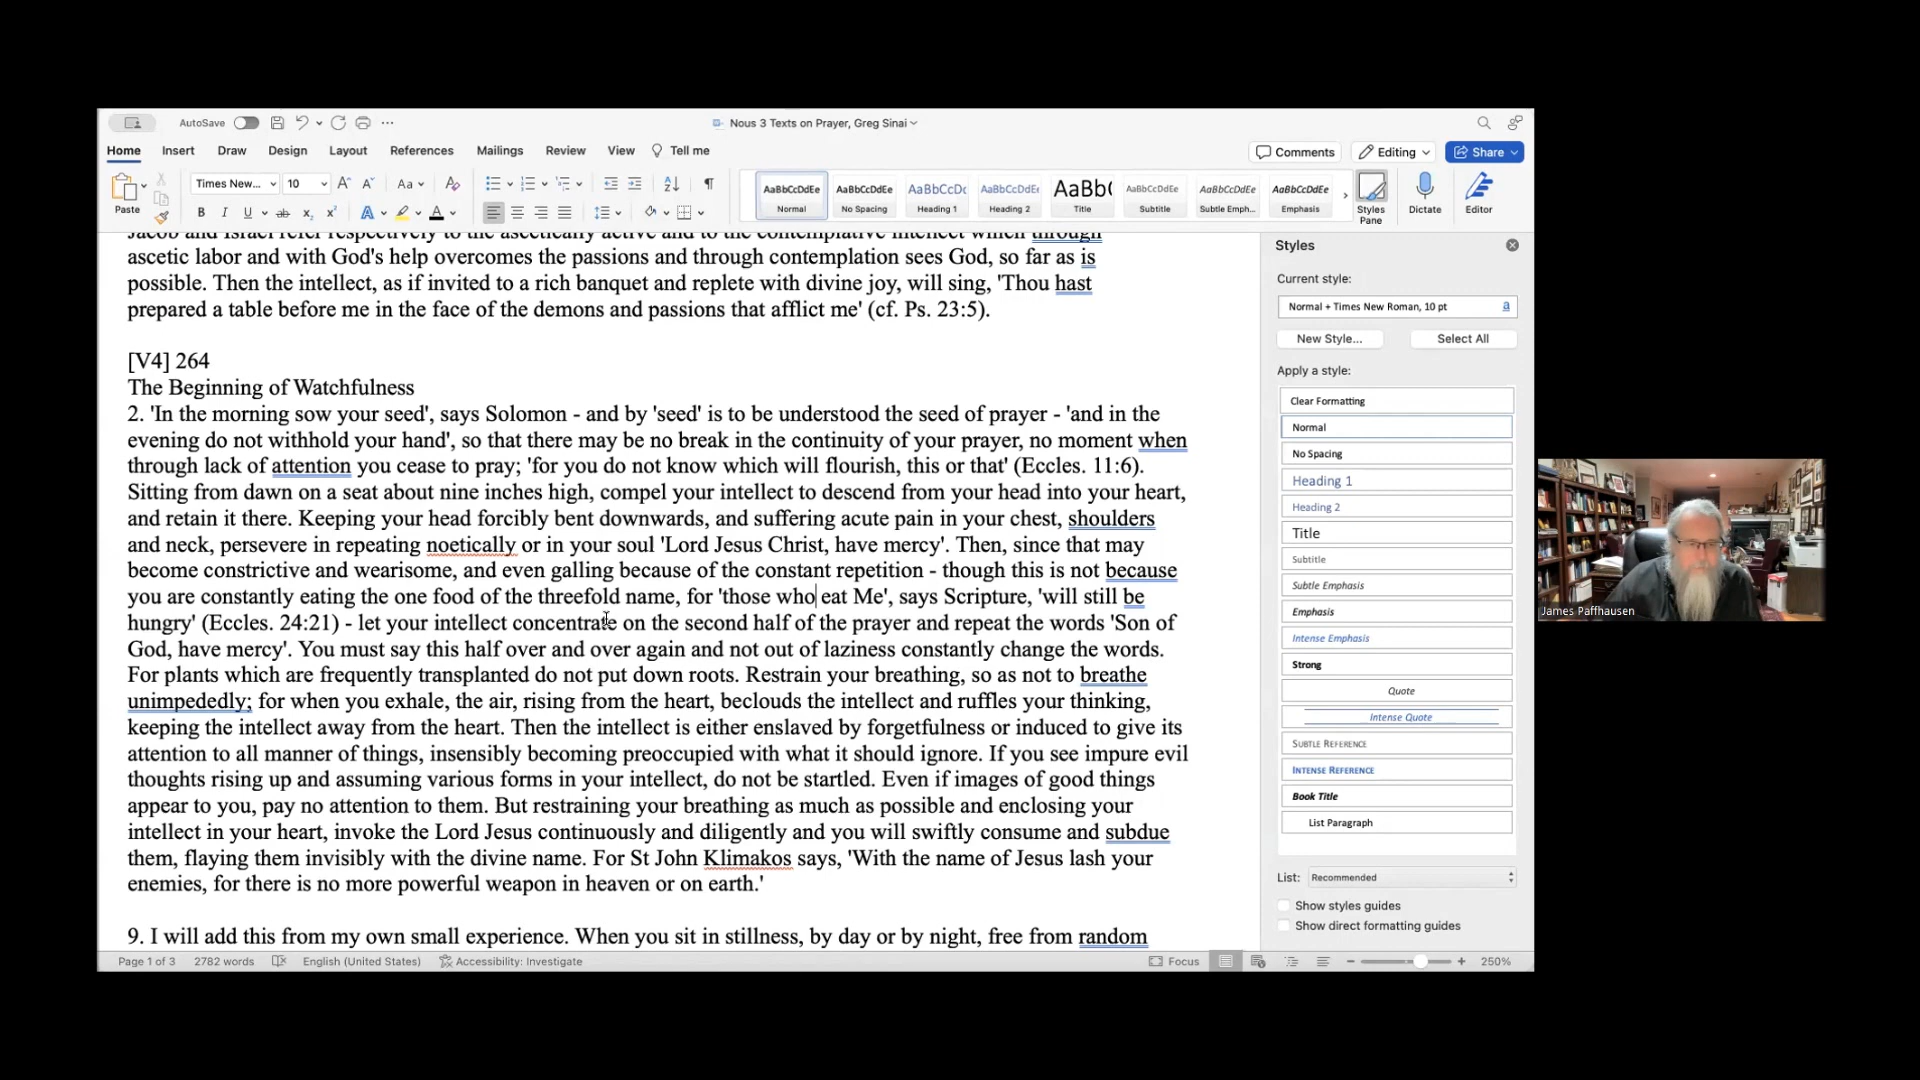 AutoSave
Nous 3 Texts on Prayer, Greg Sinai
Home Insert Draw Design Layout References Mailings Review View Tell me
Comments Editing Share
Paste
Times New... 10
Aa
AaBbCcDdEe Normal
AaBbCcDdEe No Spacing
AaBbCcDc Heading 1
AaBbCcDdEe Heading 2
AaBb( Title
AaBbCcDdEe Subtitle
AaBbCcDdEe Subtle Emph...
AaBbCcDdEe Emphasis
Styles Pane
Dictate
Editor
Jacob and Israel refer respectively to the ascetically active and to the contemplative intellect which through
ascetic labor and with God's help overcomes the passions and through contemplation sees God, so far as is
possible. Then the intellect, as if invited to a rich banquet and replete with divine joy, will sing, 'Thou hast
prepared a table before me in the face of the demons and passions that afflict me' (cf. Ps. 23:5).
[V4] 264
The Beginning of Watchfulness
2. 'In the morning sow your seed', says Solomon - and by 'seed' is to be understood the seed of prayer - 'and in the
evening do not withhold your hand', so that there may be no break in the continuity of your prayer, no moment when
through lack of attention you cease to pray; 'for you do not know which will flourish, this or that' (Eccles. 11:6).
Sitting from dawn on a seat about nine inches high, compel your intellect to descend from your head into your heart,
and retain it there. Keeping your head forcibly bent downwards, and suffering acute pain in your chest, shoulders
and neck, persevere in repeating noetically or in your soul 'Lord Jesus Christ, have mercy'. Then, since that may
become constrictive and wearisome, and even galling because of the constant repetition - though this is not because
you are constantly eating the one food of the threefold name, for 'those who eat Me', says Scripture, 'will still be
hungry' (Eccles. 24:21) - let your intellect concentrate on the second half of the prayer and repeat the words 'Son of
God, have mercy'. You must say this half over and over again and not out of laziness constantly change the words.
For plants which are frequently transplanted do not put down roots. Restrain your breathing, so as not to breathe
unimpededly; for when you exhale, the air, rising from the heart, beclouds the intellect and ruffles your thinking,
keeping the intellect away from the heart. Then the intellect is either enslaved by forgetfulness or induced to give its
attention to all manner of things, insensibly becoming preoccupied with what it should ignore. If you see impure evil
thoughts rising up and assuming various forms in your intellect, do not be startled. Even if images of good things
appear to you, pay no attention to them. But restraining your breathing as much as possible and enclosing your
intellect in your heart, invoke the Lord Jesus continuously and diligently and you will swiftly consume and subdue
them, flaying them invisibly with the divine name. For St John Klimakos says, 'With the name of Jesus lash your
enemies, for there is no more powerful weapon in heaven or on earth.'
9. I will add this from my own small experience. When you sit in stillness, by day or by night, free from random
Styles
Current style:
Normal + Times New Roman, 10 pt
New Style... Select All
Apply a style:
Clear Formatting
Normal
No Spacing
Heading 1
Heading 2
Title
Subtitle
Subtle Emphasis
Emphasis
Intense Emphasis
Strong
Quote
Intense Quote
Subtle Reference
Intense Reference
Book Title
List Paragraph
List: Recommended
Show styles guides
Show direct formatting guides
James Paffhausen
Page 1 of 3 2782 words English (United States) Accessibility: Investigate Focus 250%